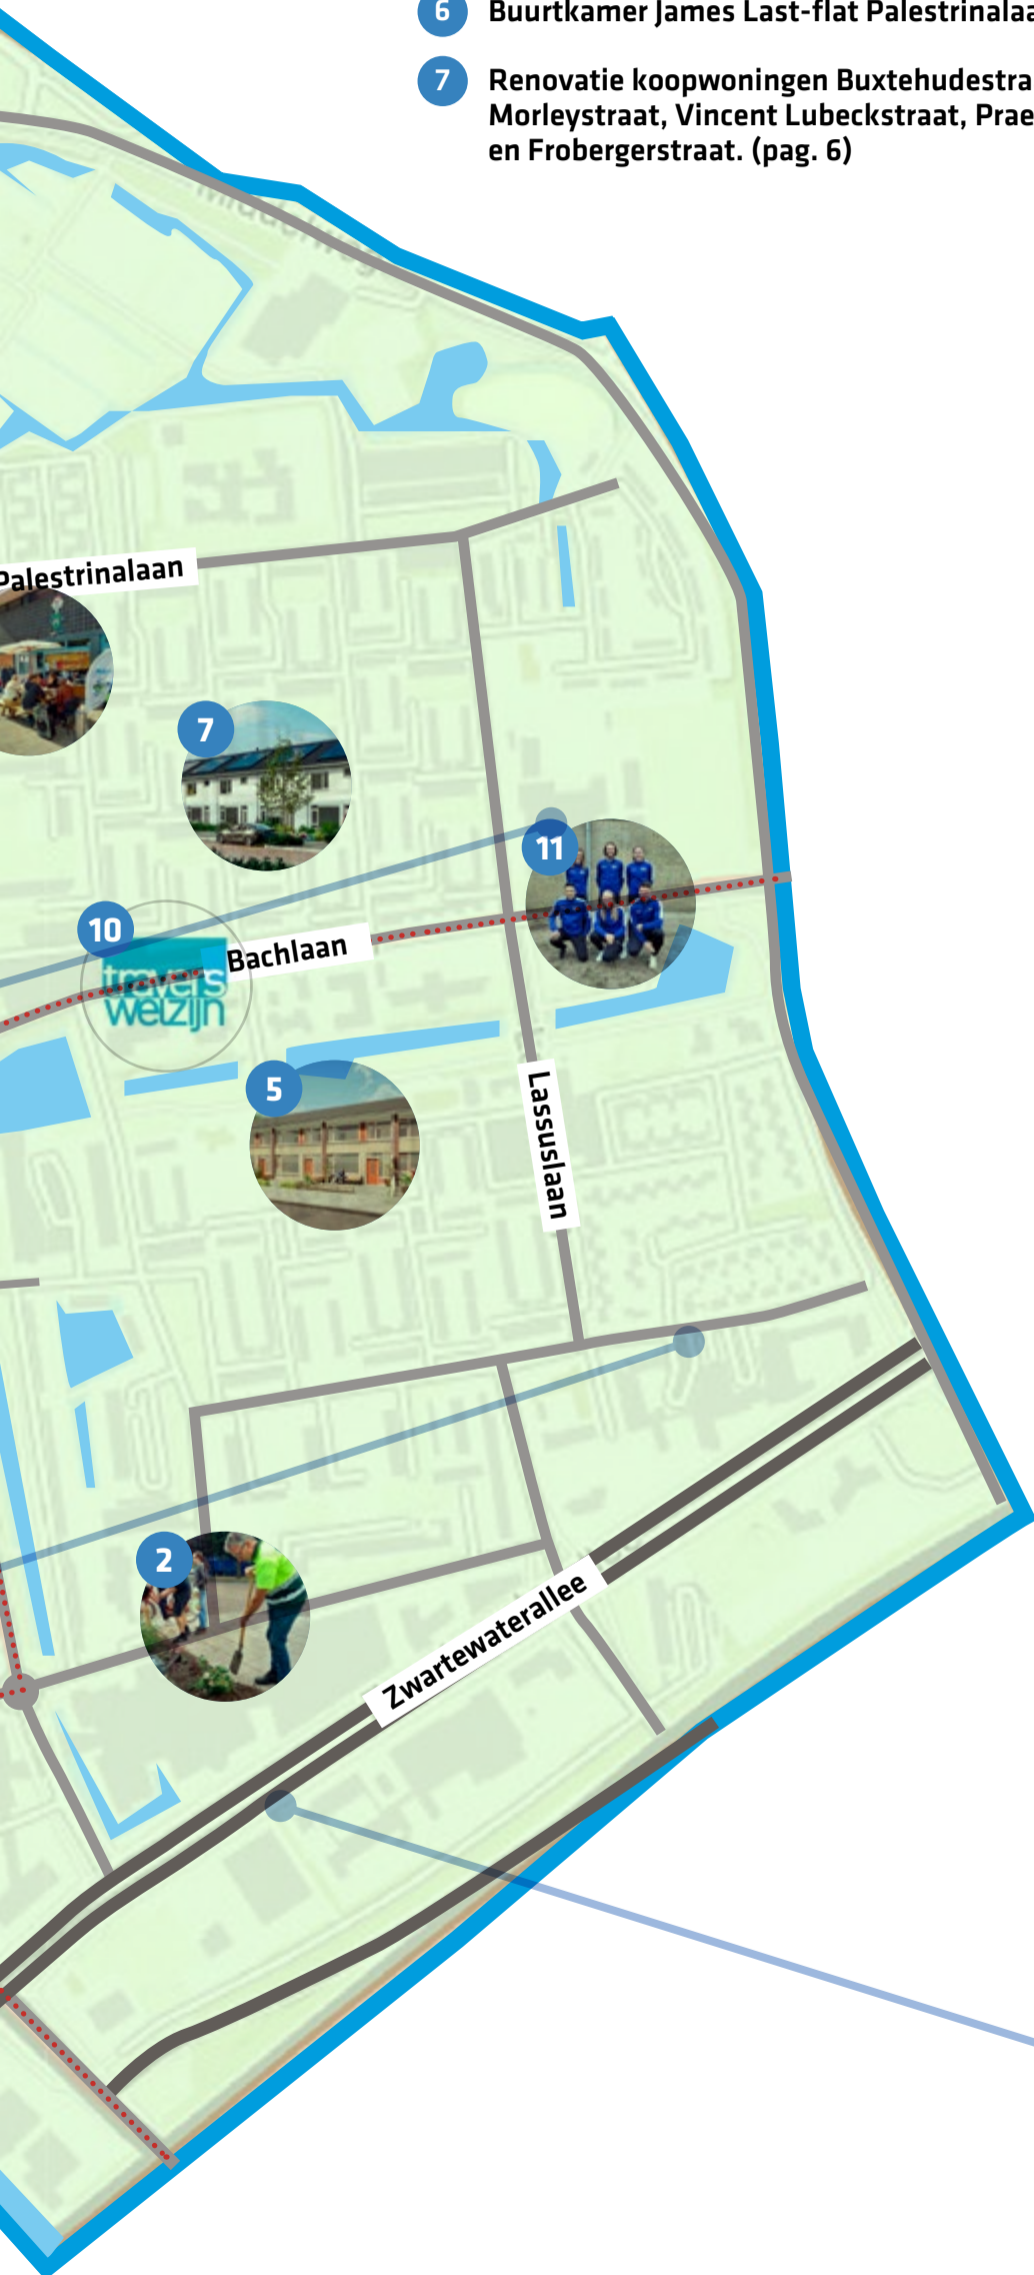 6 Buurtkamer James Last-flat Palestrinalaa
7 Renovatie koopwoningen Buxtehudestra
Morleystraat, Vincent Lubeckstraat, Prae
en Frobergerstraat. (pag. 6)
Middelweg
Palestrinalaan
7
11
10
Bachlaan
travers
welzijn
5
Lassuslaan
2
Zwartewaterallee